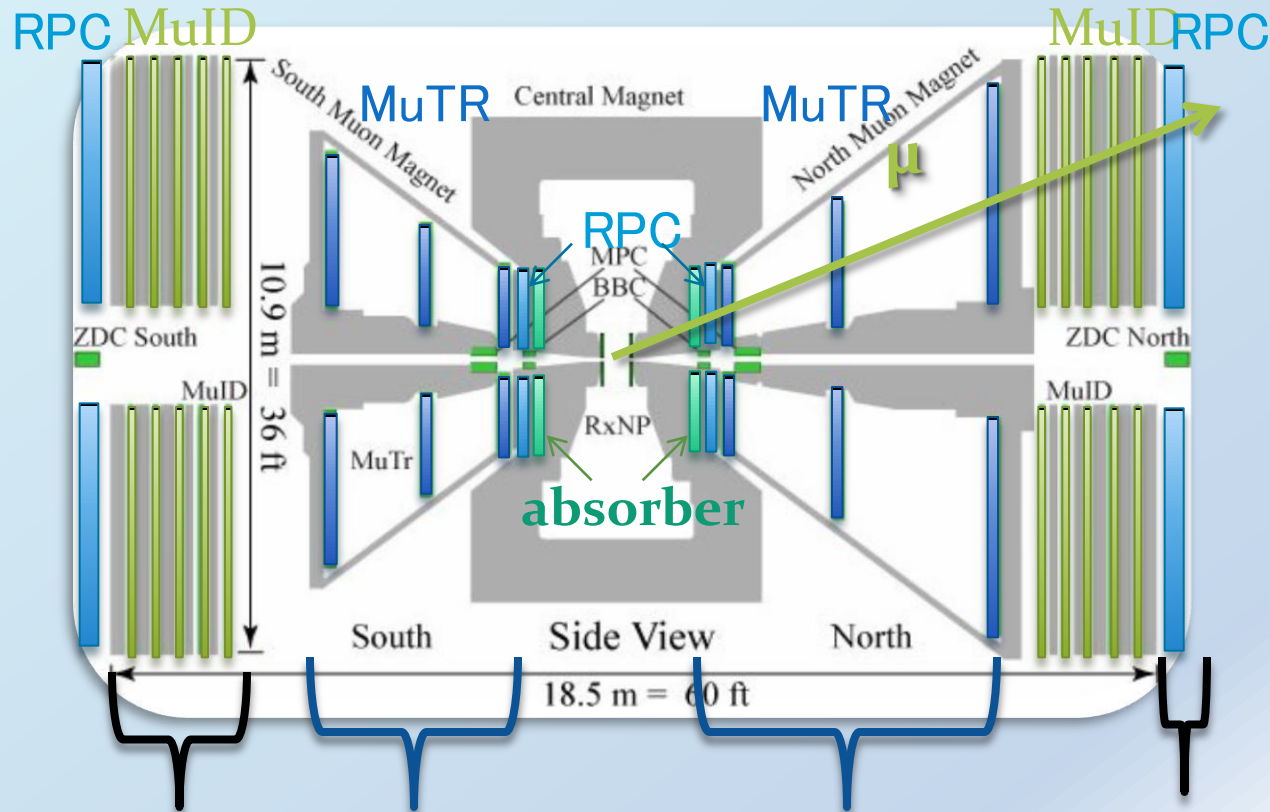 RPC MuID
MuID RPC
South Muon Magnet
MuTR
Central Magnet
MuTR
North Muon Magnet
μ
RPC
MPC
BBC
10.9 m = 36 ft
ZDC South
ZDC North
MuID
MuID
RxNP
MuTr
absorber
South
Side View
North
18.5 m = 60 ft